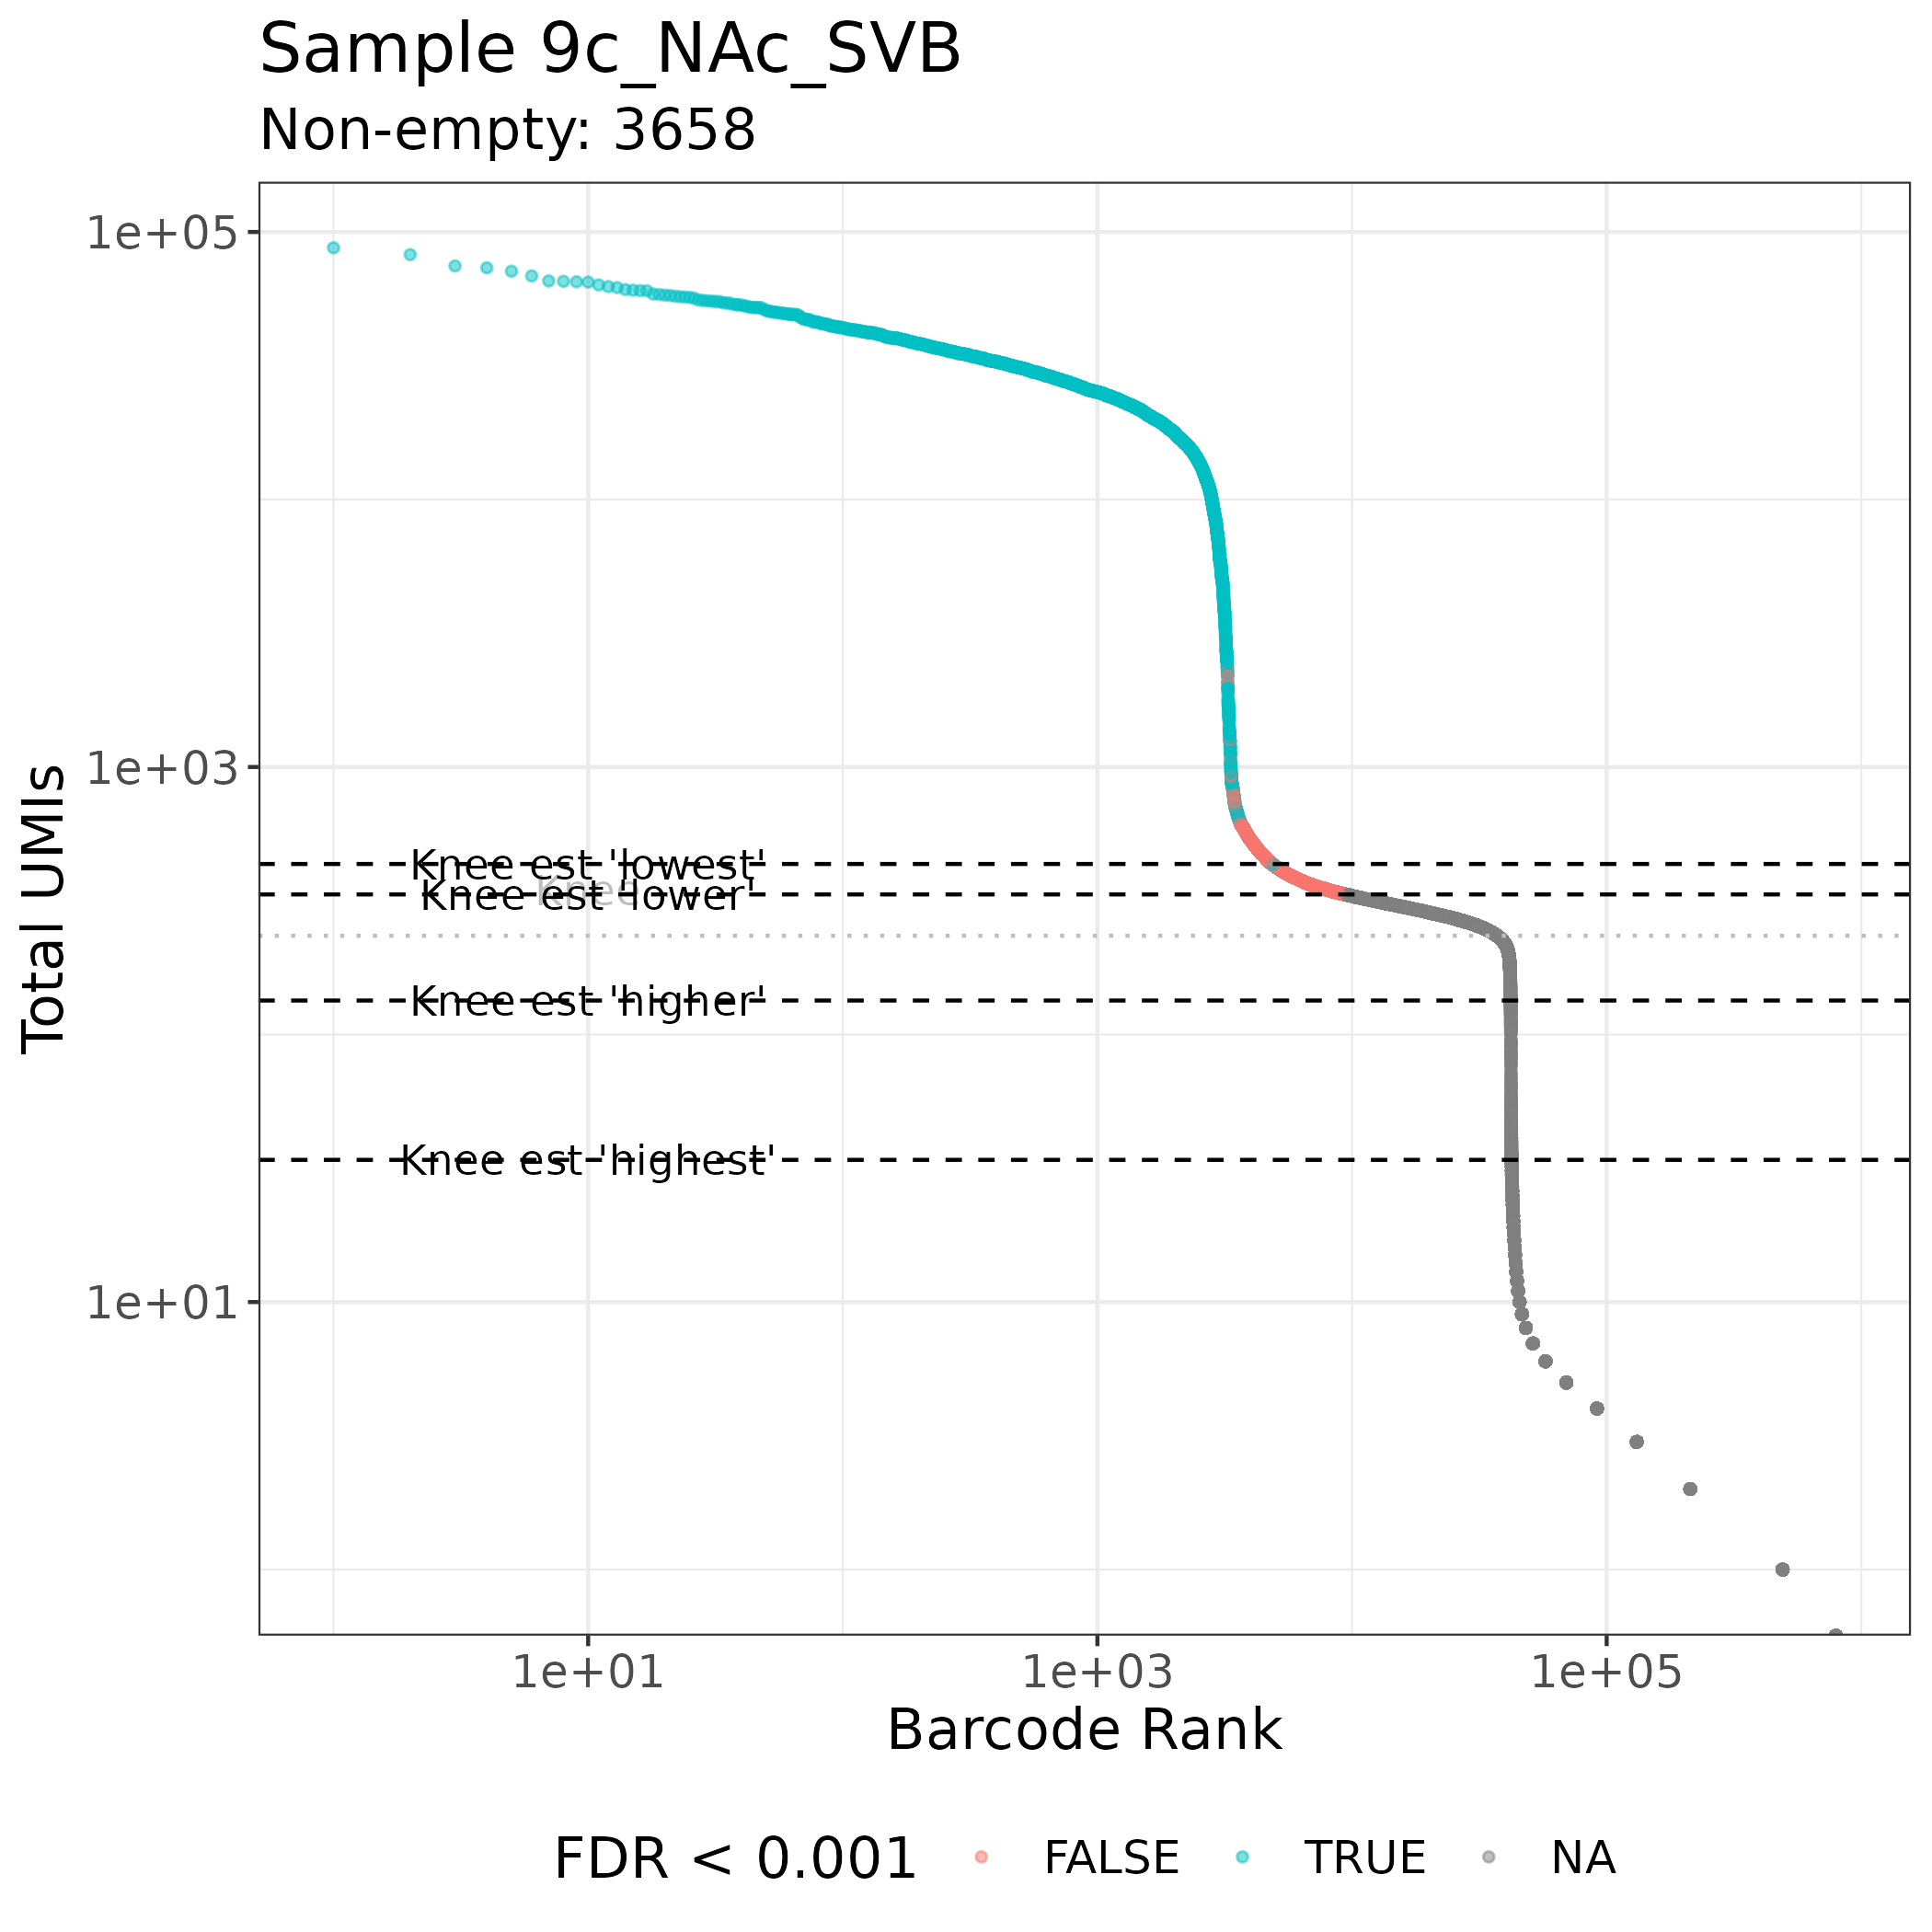 Sample 9c_NAc_SVB
Non-empty: 3658
1e+05
1e+03
1e+01
Total UMIs
Knee est 'lowest'
Knee
Knee est 'lower'
Knee est 'higher'
Knee est 'highest'
1e+01 1e+03 1e+05
Barcode Rank
FDR < 0.001 FALSE TRUE NA